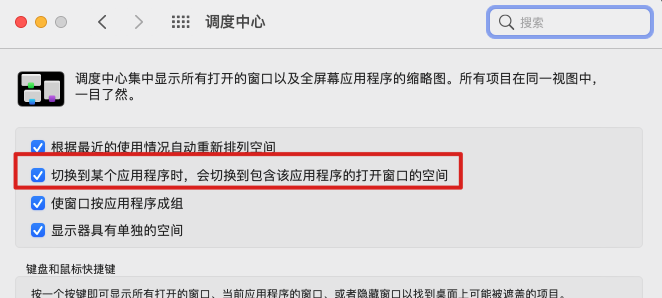 调度中心
搜索
调度中心集中显示所有打开的窗口以及全屏幕应用程序的缩略图。所有项目在同一视图中，
一目了然。
根据最近的使用情况自动重新排列空间
切换到某个应用程序时，会切换到包含该应用程序的打开窗口的空间
使窗口按应用程序成组
显示器具有单独的空间
键盘和鼠标快捷键
按一个按键即可显示所有打开的窗口、当前应用程序的窗口、或者隐藏窗口以找到桌面上可能被遮盖的项目。